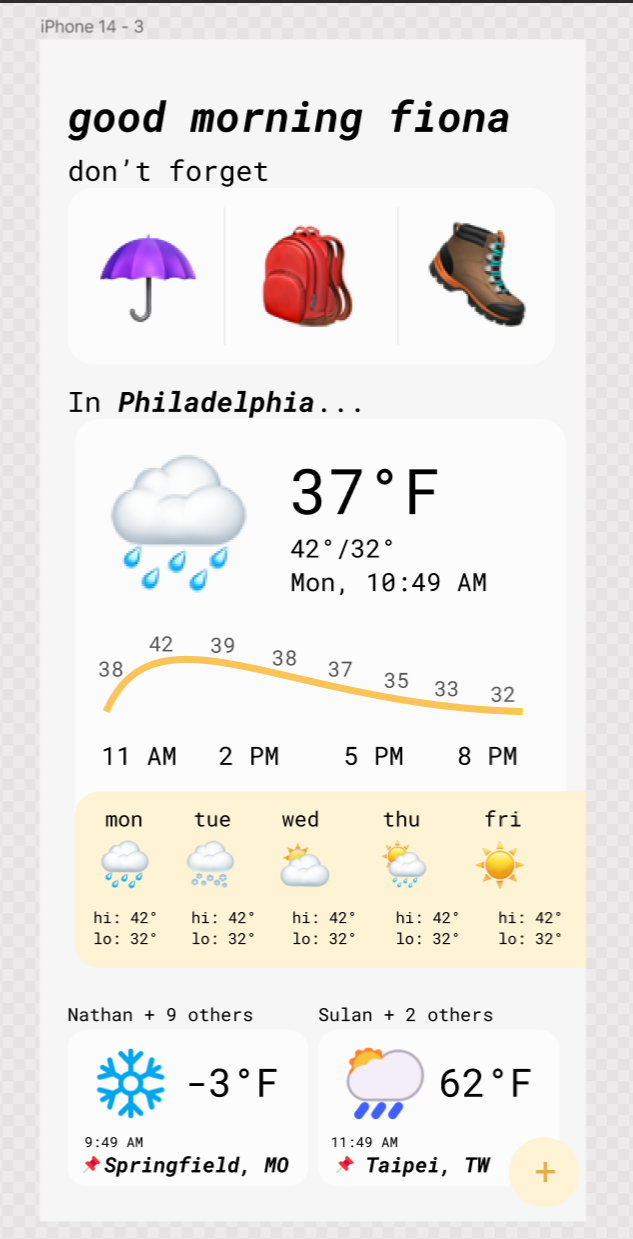 iPhone 14 - 3
good morning fiona
don’t forget
In Philadelphia...
37°F
42°/32°
Mon, 10:49 AM
38 42 39 38 37 35 33 32
11 AM 2 PM 5 PM 8 PM
mon tue wed thu fri
hi: 42° hi: 42° hi: 42° hi: 42° hi: 42°
lo: 32° lo: 32° lo: 32° lo: 32° lo: 32°
Nathan + 9 others
-3°F
9:49 AM
Springfield, MO
Sulan + 2 others
62°F
11:49 AM
Taipei, TW
+